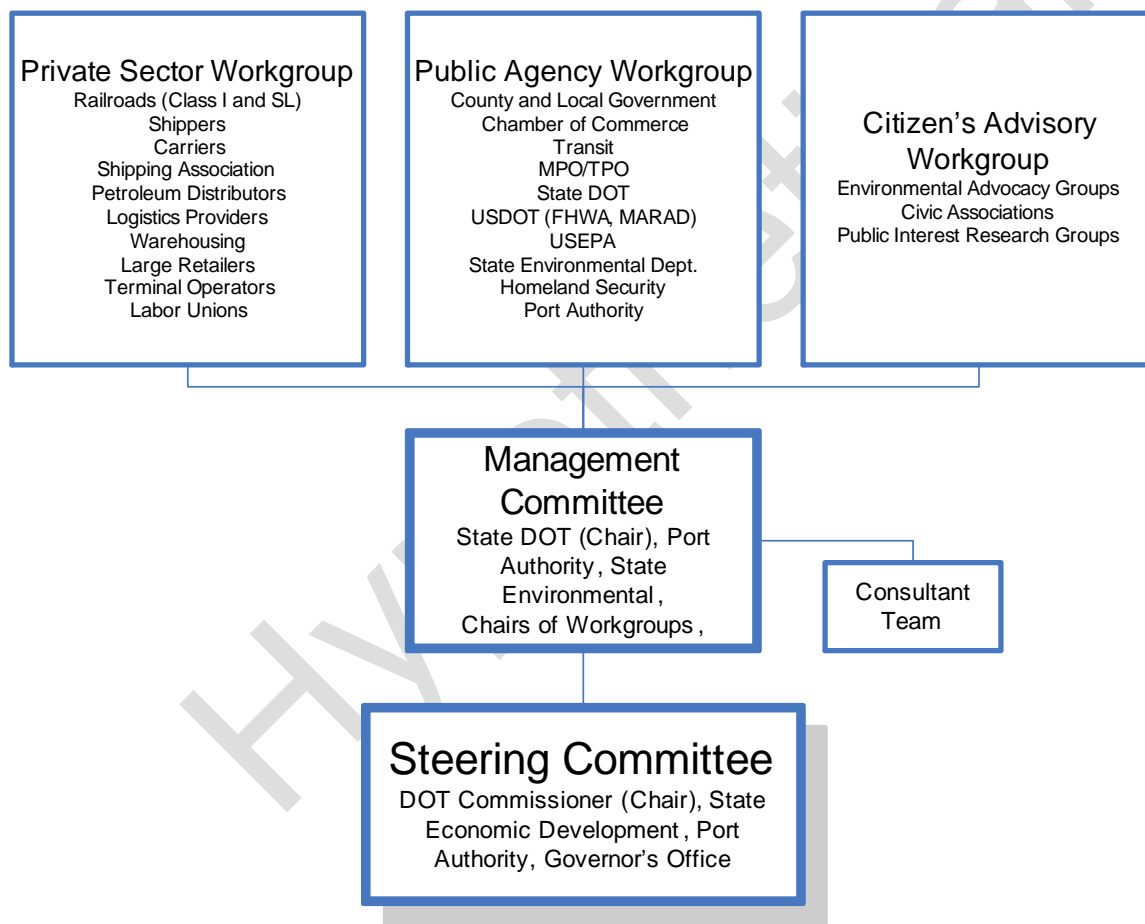 Private Sector Workgroup
Railroads (Class I and SL)
Shippers
Carriers
Shipping Association
Petroleum Distributors
Logistics Providers
Warehousing
Large Retailers
Terminal Operators
Labor Unions
Public Agency Workgroup
County and Local Government
Chamber of Commerce
Transit
MPO/TPO
State DOT
USDOT (FHWA, MARAD)
USEPA
State Environmental Dept.
Homeland Security
Port Authority
Citizen’s Advisory
Workgroup
Environmental Advocacy Groups
Civic Associations
Public Interest Research Groups
Management
Committee
State DOT (Chair), Port
Authority, State
Environmental,
Chairs of Workgroups,
Consultant
Team
Steering Committee
DOT Commissioner (Chair), State
Economic Development, Port
Authority, Governor’s Office